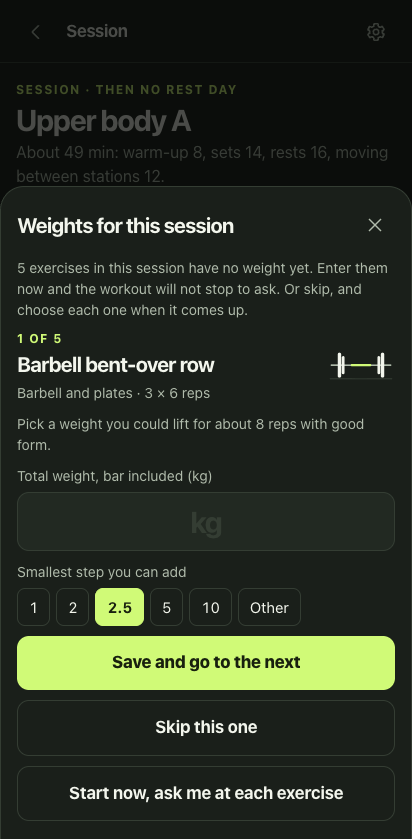 Session
SESSION · THEN NO REST DAY
Upper body A
About 49 min: warm-up 8, sets 14, rests 16, moving
between stations 12.
Weights for this session
5 exercises in this session have no weight yet. Enter them
now and the workout will not stop to ask. Or skip, and
choose each one when it comes up.
1 OF 5
Barbell bent-over row
Barbell and plates · 3 × 6 reps
Pick a weight you could lift for about 8 reps with good
form.
Total weight, bar included (kg)
kg
Smallest step you can add
1 2 2.5 5 10 Other
Save and go to the next
Skip this one
Start now, ask me at each exercise